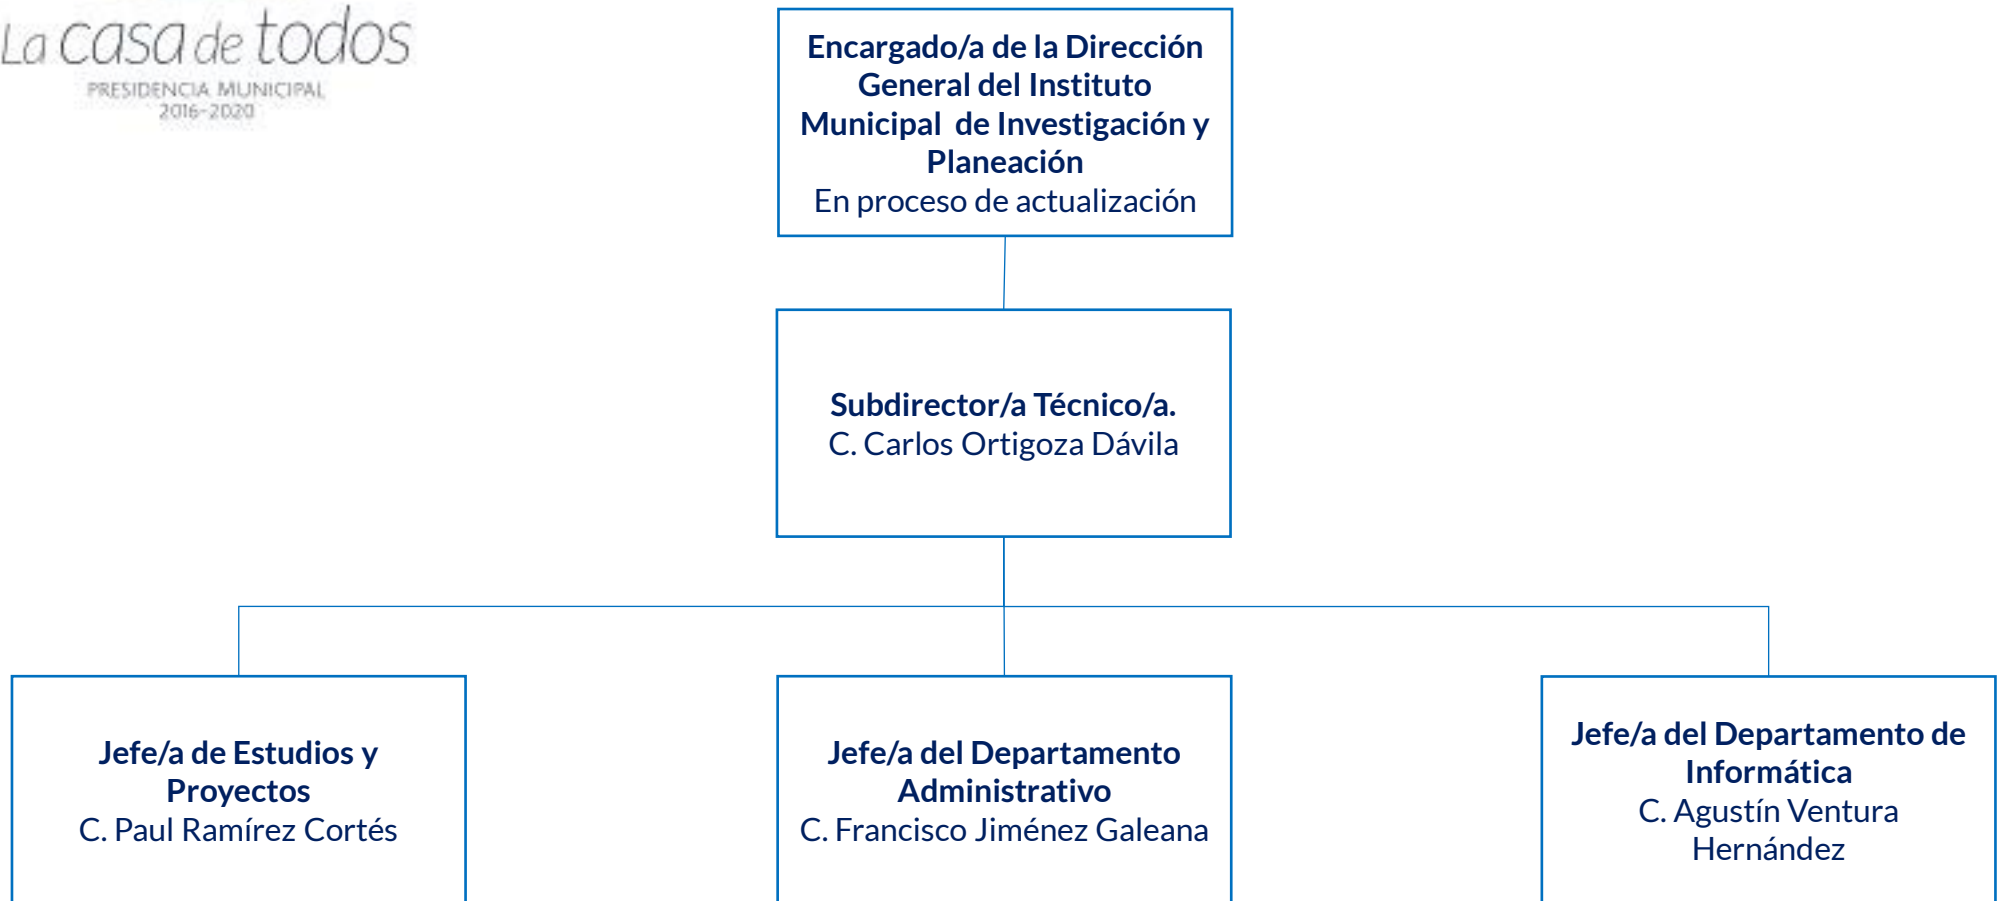 La casa de todos
PRESIDENCIA MUNICIPAL
2016-2020
Encargado/a de la Dirección
General del Instituto
Municipal de Investigación y
Planeación
En proceso de actualización
Subdirector/a Técnico/a.
C. Carlos Ortigoza Dávila
Jefe/a de Estudios y
Proyectos
C. Paul Ramírez Cortés
Jefe/a del Departamento
Administrativo
C. Francisco Jiménez Galeana
Jefe/a del Departamento de
Informática
C. Agustín Ventura
Hernández